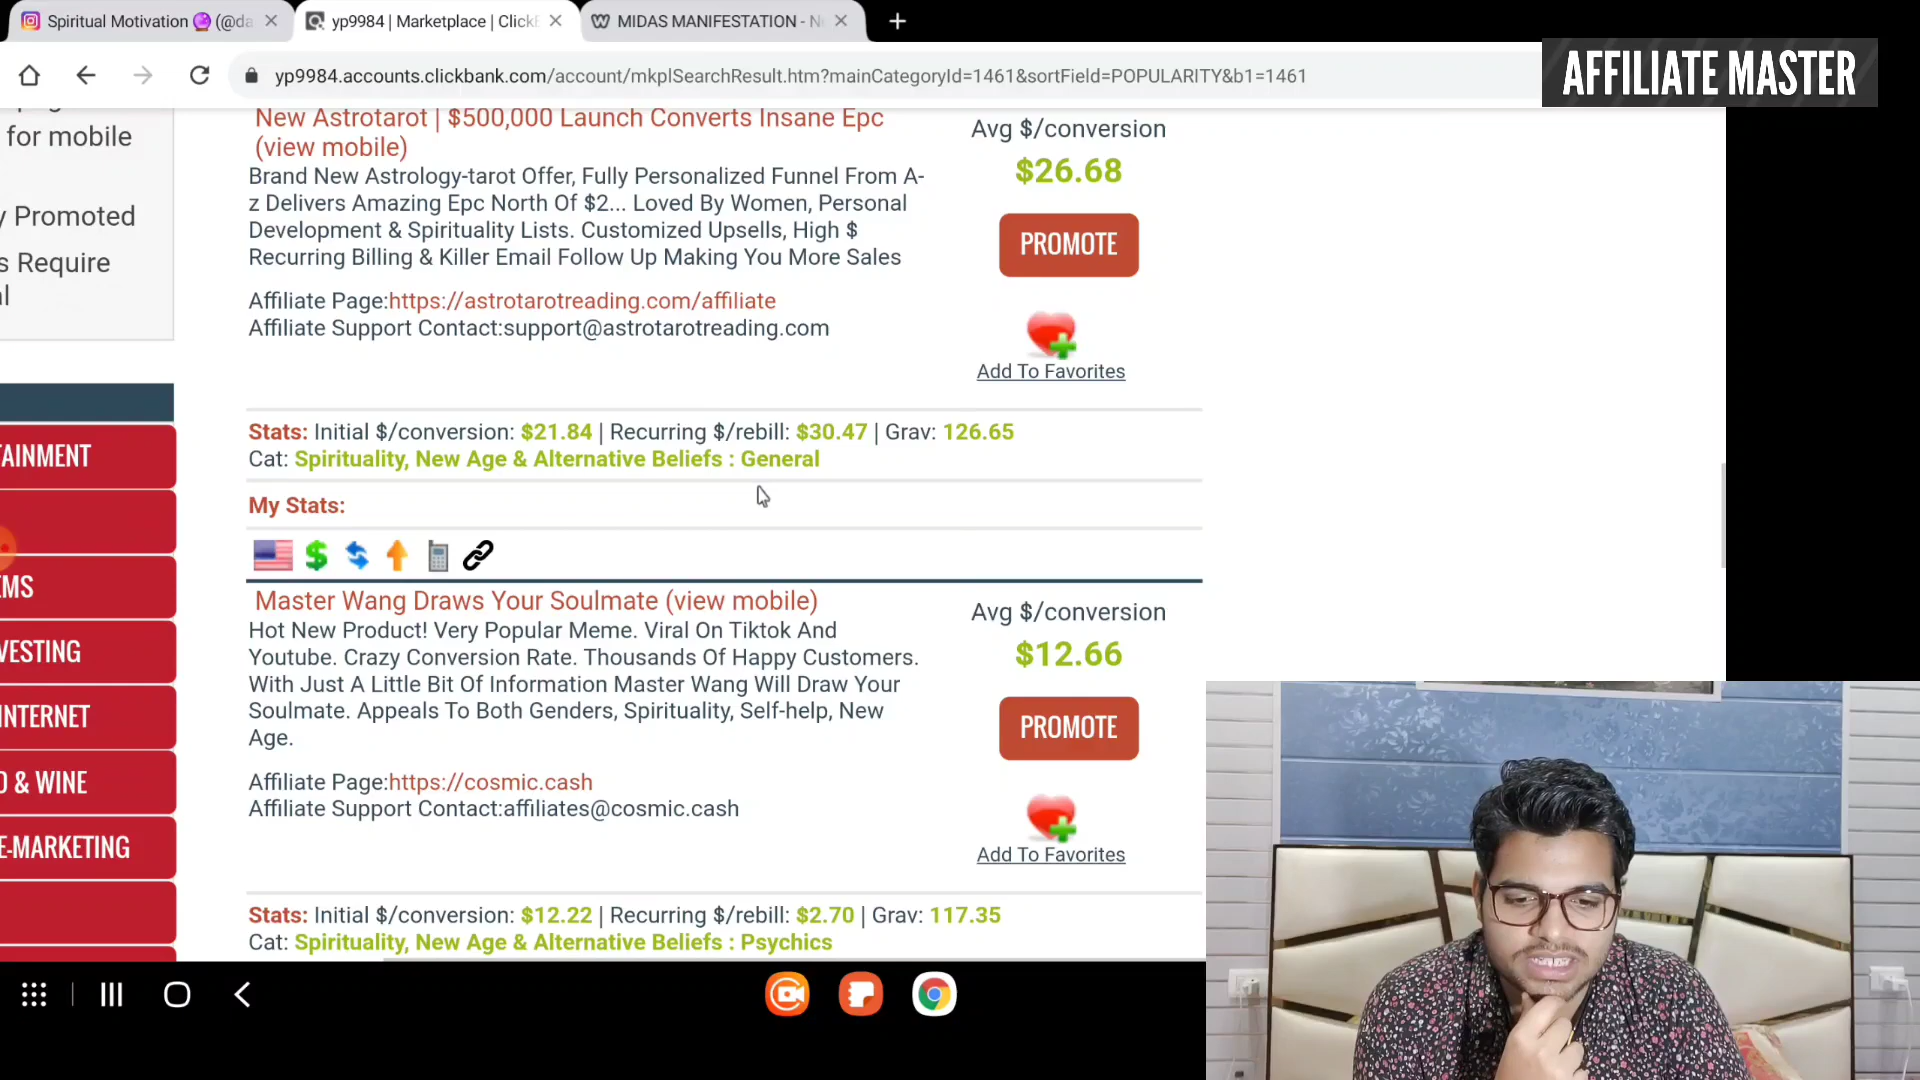 Spiritual Motivation 🔮 (@da
yp9984 | Marketplace | Click
MIDAS MANIFESTATION - N
yp9984.accounts.clickbank.com/account/mkplSearchResult.htm?mainCategoryId=1461&sortField=POPULARITY&b1=1461
AFFILIATE MASTER
for mobile
y Promoted
s Require
al
TAINMENT
EMS
VESTING
INTERNET
D & WINE
E-MARKETING
New Astrotarot | $500,000 Launch Converts Insane Epc
(view mobile)
Brand New Astrology-tarot Offer, Fully Personalized Funnel From A-
z Delivers Amazing Epc North Of $2... Loved By Women, Personal
Development & Spirituality Lists. Customized Upsells, High $
Recurring Billing & Killer Email Follow Up Making You More Sales
Affiliate Page:https://astrotarotreading.com/affiliate
Affiliate Support Contact:support@astrotarotreading.com
Avg $/conversion
$26.68
PROMOTE
Add To Favorites
Stats: Initial $/conversion: $21.84 | Recurring $/rebill: $30.47 | Grav: 126.65
Cat: Spirituality, New Age & Alternative Beliefs : General
My Stats:
Master Wang Draws Your Soulmate (view mobile)
Hot New Product! Very Popular Meme. Viral On Tiktok And
Youtube. Crazy Conversion Rate. Thousands Of Happy Customers.
With Just A Little Bit Of Information Master Wang Will Draw Your
Soulmate. Appeals To Both Genders, Spirituality, Self-help, New
Age.
Affiliate Page:https://cosmic.cash
Affiliate Support Contact:affiliates@cosmic.cash
Avg $/conversion
$12.66
PROMOTE
Add To Favorites
Stats: Initial $/conversion: $12.22 | Recurring $/rebill: $2.70 | Grav: 117.35
Cat: Spirituality, New Age & Alternative Beliefs : Psychics